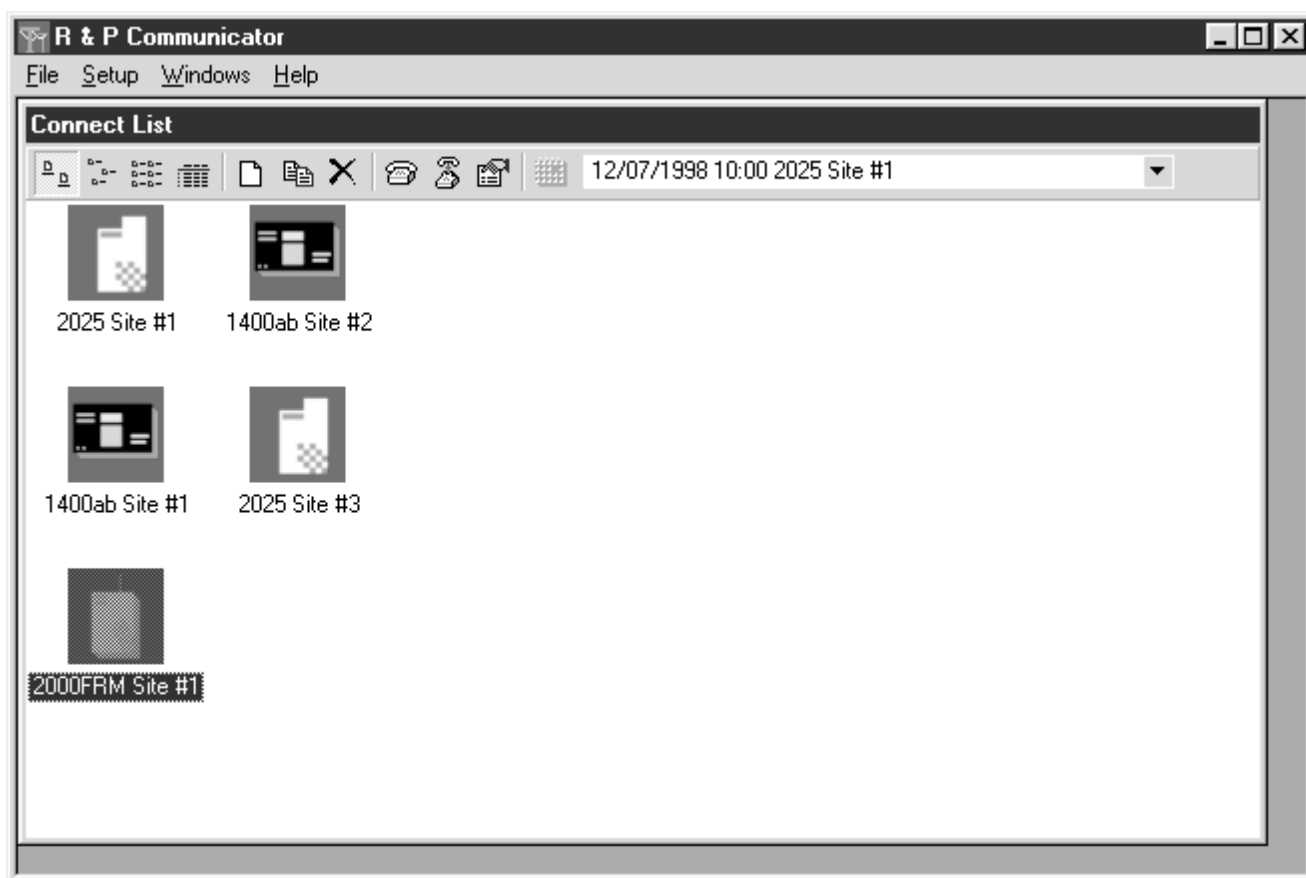 R & P Communicator
File Setup Windows Help
Connect List
12/07/1998 10:00 2025 Site #1
2025 Site #1 1400ab Site #2
1400ab Site #1 2025 Site #3
2000FRM Site #1